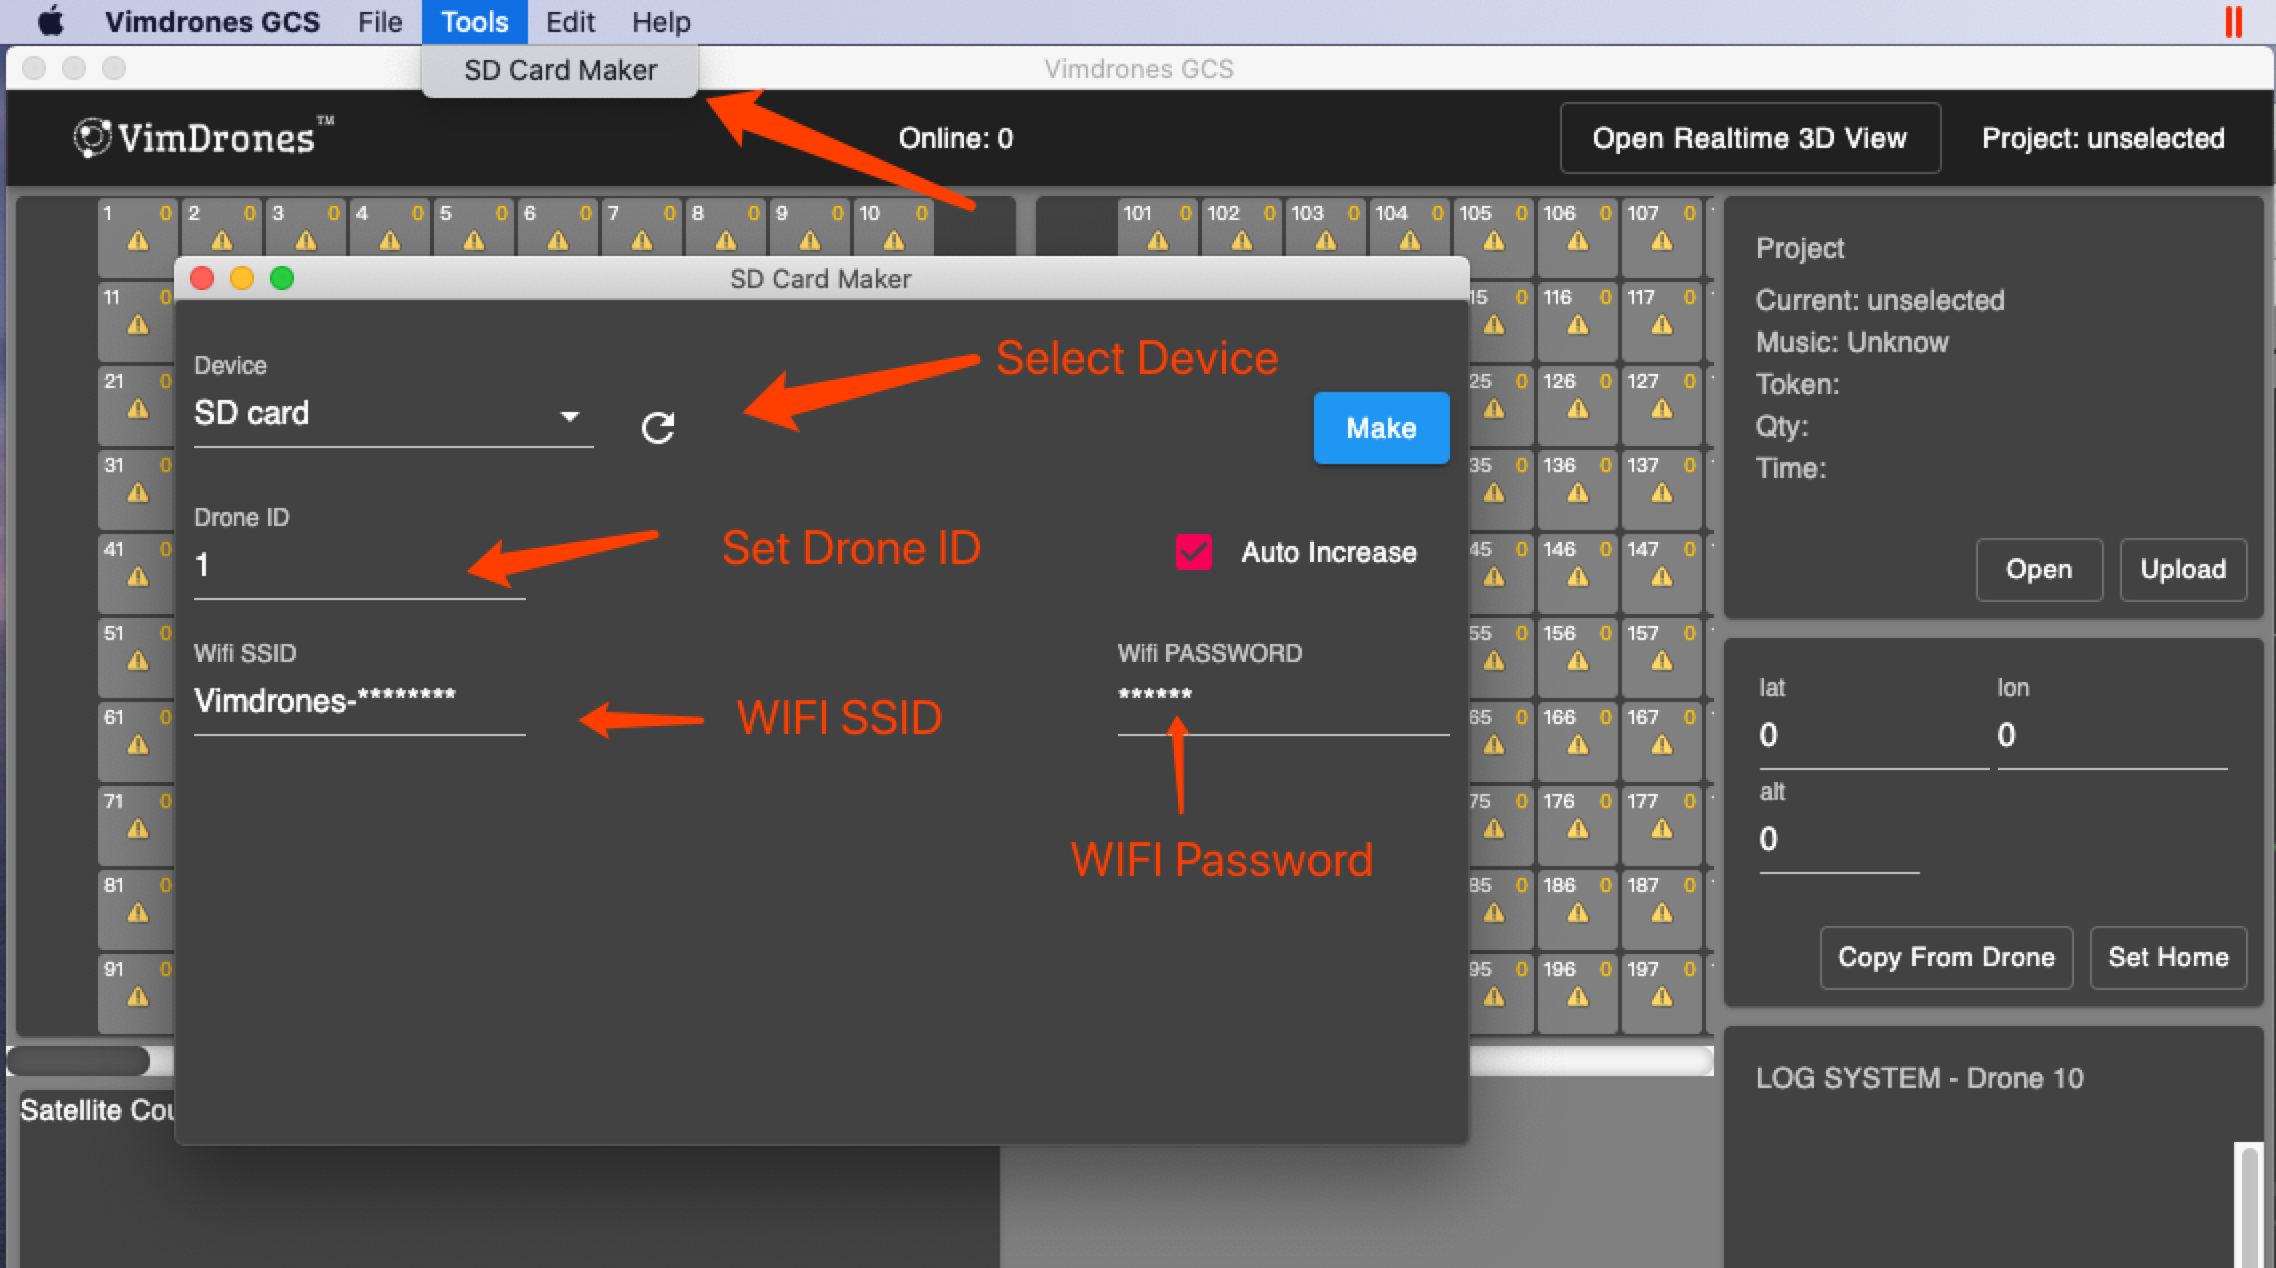 Vimdrones GCS File Tools Edit Help
SD Card Maker
Vimdrones GCS
VimDrones™
Online: 0
Open Realtime 3D View
Project: unselected
1 0 2 0 3 0 4 0 5 0 6 0 7 0 8 0 9 0 10 0
101 0 102 0 103 0 104 0 105 0 106 0 107 0
SD Card Maker
Device
SD card
Select Device
Make
Drone ID
1
Set Drone ID
Auto Increase
Wifi SSID
Vimdrones-********
WIFI SSID
Wifi PASSWORD
******
WIFI Password
11 0
21 0
31 0
41 0
51 0
61 0
71 0
81 0
91 0
15 0 116 0 117 0
25 0 126 0 127 0
35 0 136 0 137 0
45 0 146 0 147 0
55 0 156 0 157 0
65 0 166 0 167 0
75 0 176 0 177 0
85 0 186 0 187 0
95 0 196 0 197 0
Satellite Cou
Project
Current: unselected
Music: Unknow
Token:
Qty:
Time:
Open
Upload
lat
0
lon
0
alt
0
Copy From Drone
Set Home
LOG SYSTEM - Drone 10